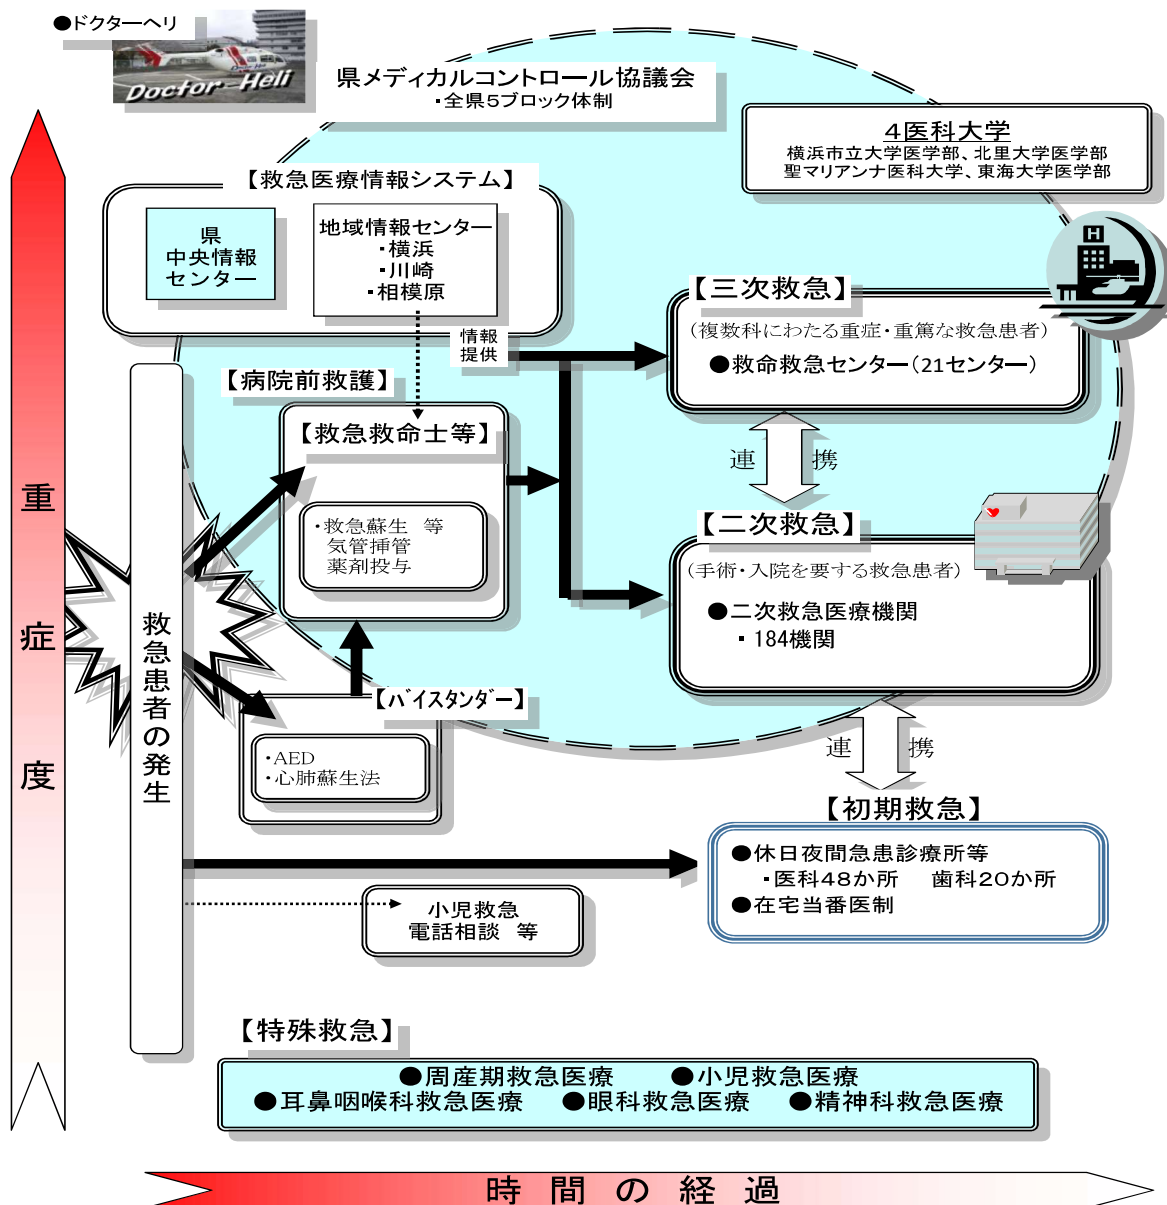 ●ドクターヘリ
Doctor-Heli
県メディカルコントロール協議会
・全県5ブロック体制
4医科大学
横浜市立大学医学部、北里大学医学部
聖マリアンナ医科大学、東海大学医学部
【救急医療情報システム】
県
中央情報
センター
地域情報センター
・横浜
・川崎
・相模原
情報
提供
【三次救急】
（複数科にわたる重症・重篤な救急患者）
●救命救急センター（21センター）
連 携
【病院前救護】
【救急救命士等】
・救急蘇生 等
気管挿管
薬剤投与
【二次救急】
（手術・入院を要する救急患者）
●二次救急医療機関
・184機関
連 携
【バイスタンダー】
・AED
・心肺蘇生法
救急患者の発生
重症度
【初期救急】
●休日夜間急患診療所等
・医科48か所 歯科20か所
●在宅当番医制
小児救急
電話相談 等
【特殊救急】
●周産期救急医療 ●小児救急医療
●耳鼻咽喉科救急医療 ●眼科救急医療 ●精神科救急医療
時間の経過
H